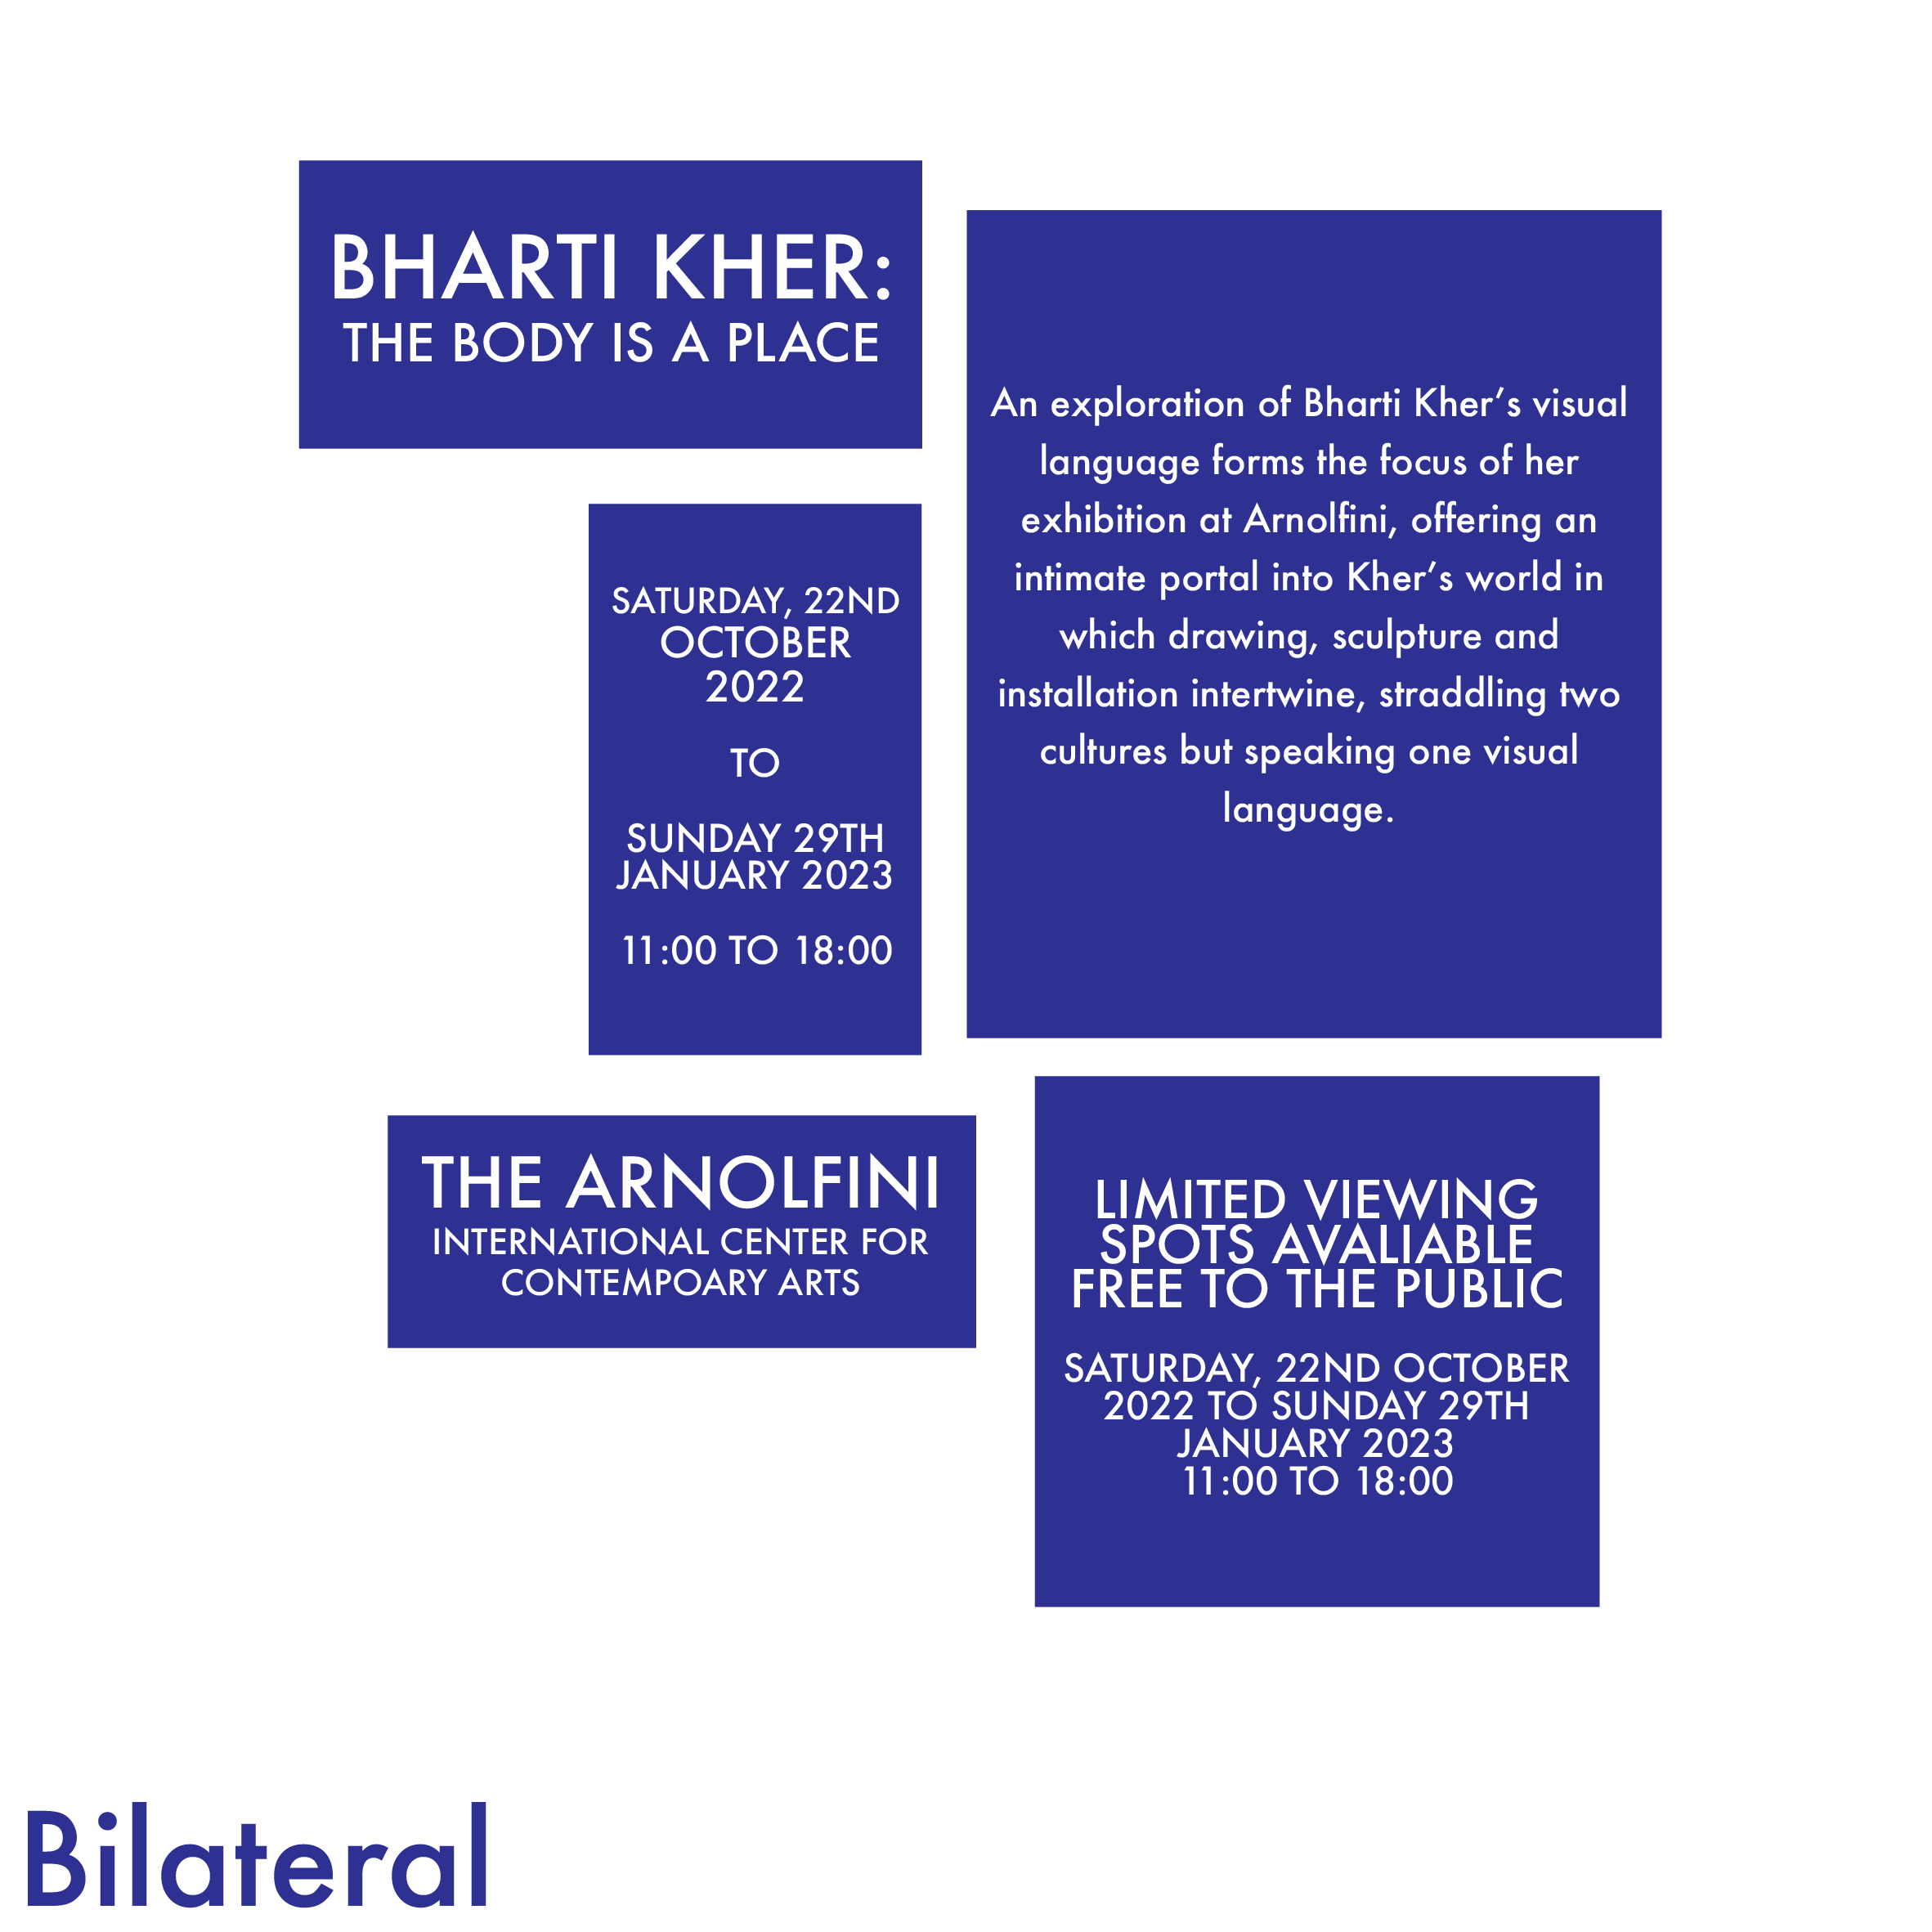 BHARTI KHER:
THE BODY IS A PLACE
An exploration of Bharti Kher’s visual
language forms the focus of her
exhibition at Arnolfini, offering an
intimate portal into Kher’s world in
which drawing, sculpture and
installation intertwine, straddling two
cultures but speaking one visual
language.
SATURDAY, 22ND
OCTOBER
2022
TO
SUNDAY 29TH
JANUARY 2023
11:00 TO 18:00
THE ARNOLFINI
INTERNATIONAL CENTER FOR
CONTEMPOARY ARTS
LIMITED VIEWING
SPOTS AVALIABLE
FREE TO THE PUBLIC
SATURDAY, 22ND OCTOBER
2022 TO SUNDAY 29TH
JANUARY 2023
11:00 TO 18:00
Bilateral